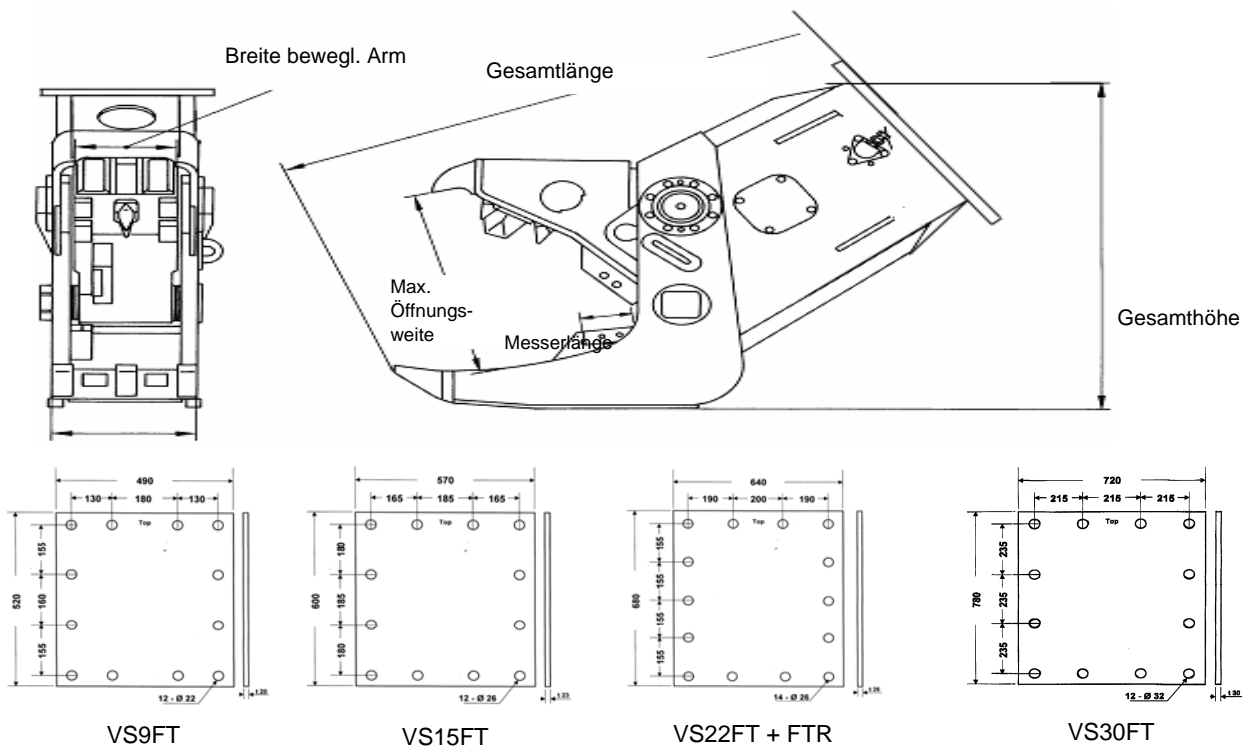 Breite bewegl. Arm
Gesamtlänge
Max.
Öffnungs-
weite
Messerlänge
Gesamthöhe
490
130 180 130
Top
155
160
155
520
12 - Ø 22
t 20
VS9FT
570
165 185 165
Top
180
185
180
600
12 - Ø 26
t 23
VS15FT
640
190 200 190
Top
155
155
155
155
680
14 - Ø 26
VS22FT + FTR
720
215 215 215
Top
235
235
235
780
12 - Ø 32
t 30
VS30FT